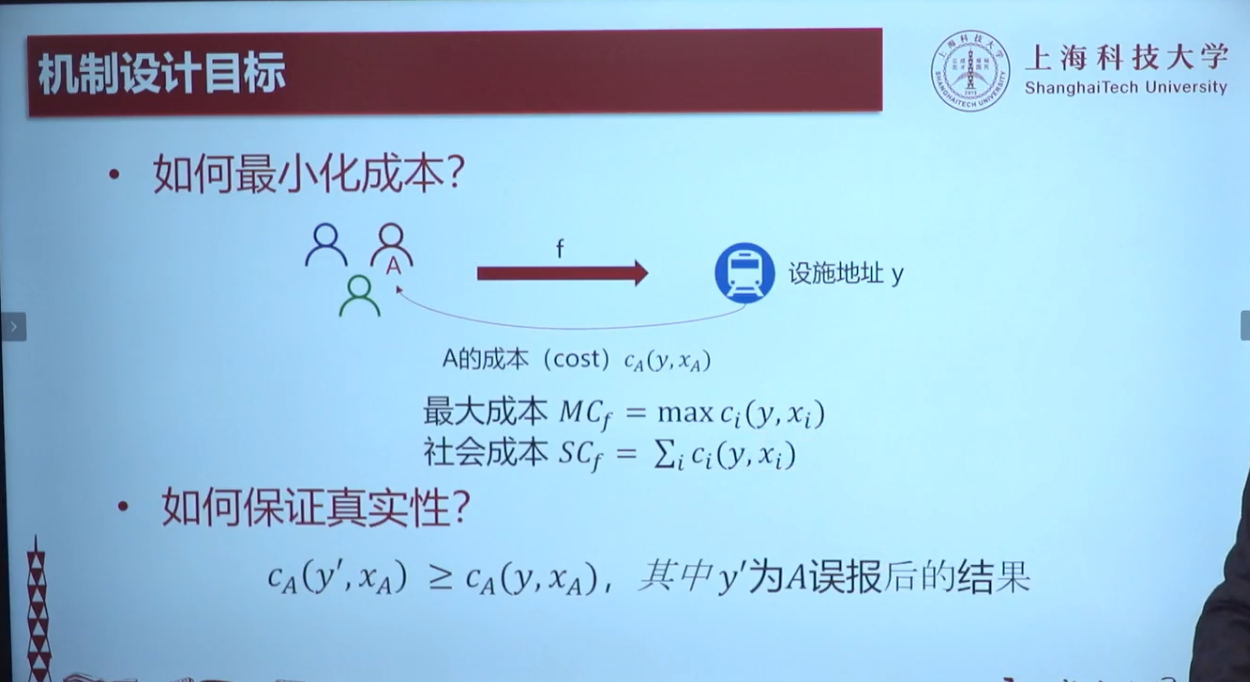 机制设计目标
上海科技大学
ShanghaiTech University
• 如何最小化成本?
A
f
设施地址 y
A的成本（cost）c_A(y, x_A)
最大成本 MC_f = max c_i(y, x_i)
社会成本 SC_f = ∑_i c_i(y, x_i)
• 如何保证真实性?
c_A(y′, x_A) ≥ c_A(y, x_A)，其中y′为A误报后的结果